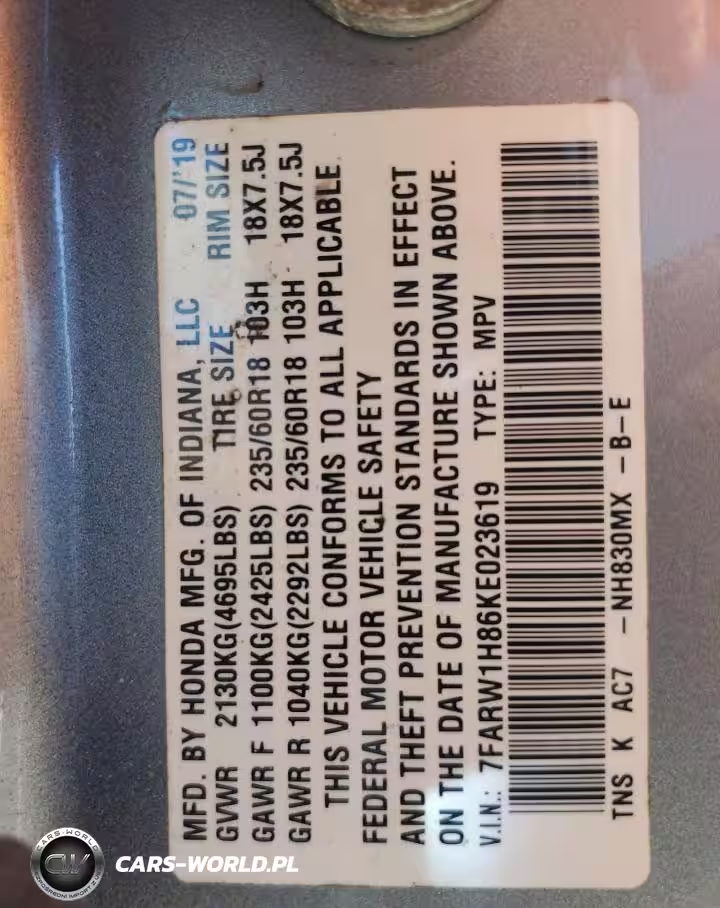 MFD. BY HONDA MFG. OF INDIANA, LLC 07/'19
GVWR 2130KG(4695LBS) TIRE SIZE RIM SIZE
GAWR F 1100KG(2425LBS) 235/60R18 103H 18X7.5J
GAWR R 1040KG(2292LBS) 235/60R18 103H 18X7.5J
THIS VEHICLE CONFORMS TO ALL APPLICABLE
FEDERAL MOTOR VEHICLE SAFETY
AND THEFT PREVENTION STANDARDS IN EFFECT
ON THE DATE OF MANUFACTURE SHOWN ABOVE.
V.I.N.: 7FARW1H86KE023619 TYPE: MPV
TNS K AC7 -NH830MX -B-E
CARS-WORLD
CW
CARS-WORLD.PL